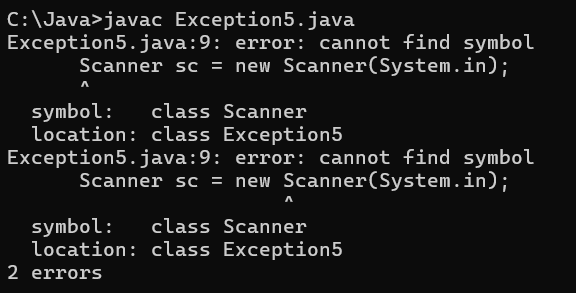 C:\Java>javac Exception5.java
Exception5.java:9: error: cannot find symbol
      Scanner sc = new Scanner(System.in);
      ^
  symbol:   class Scanner
  location: class Exception5
Exception5.java:9: error: cannot find symbol
      Scanner sc = new Scanner(System.in);
                       ^
  symbol:   class Scanner
  location: class Exception5
2 errors